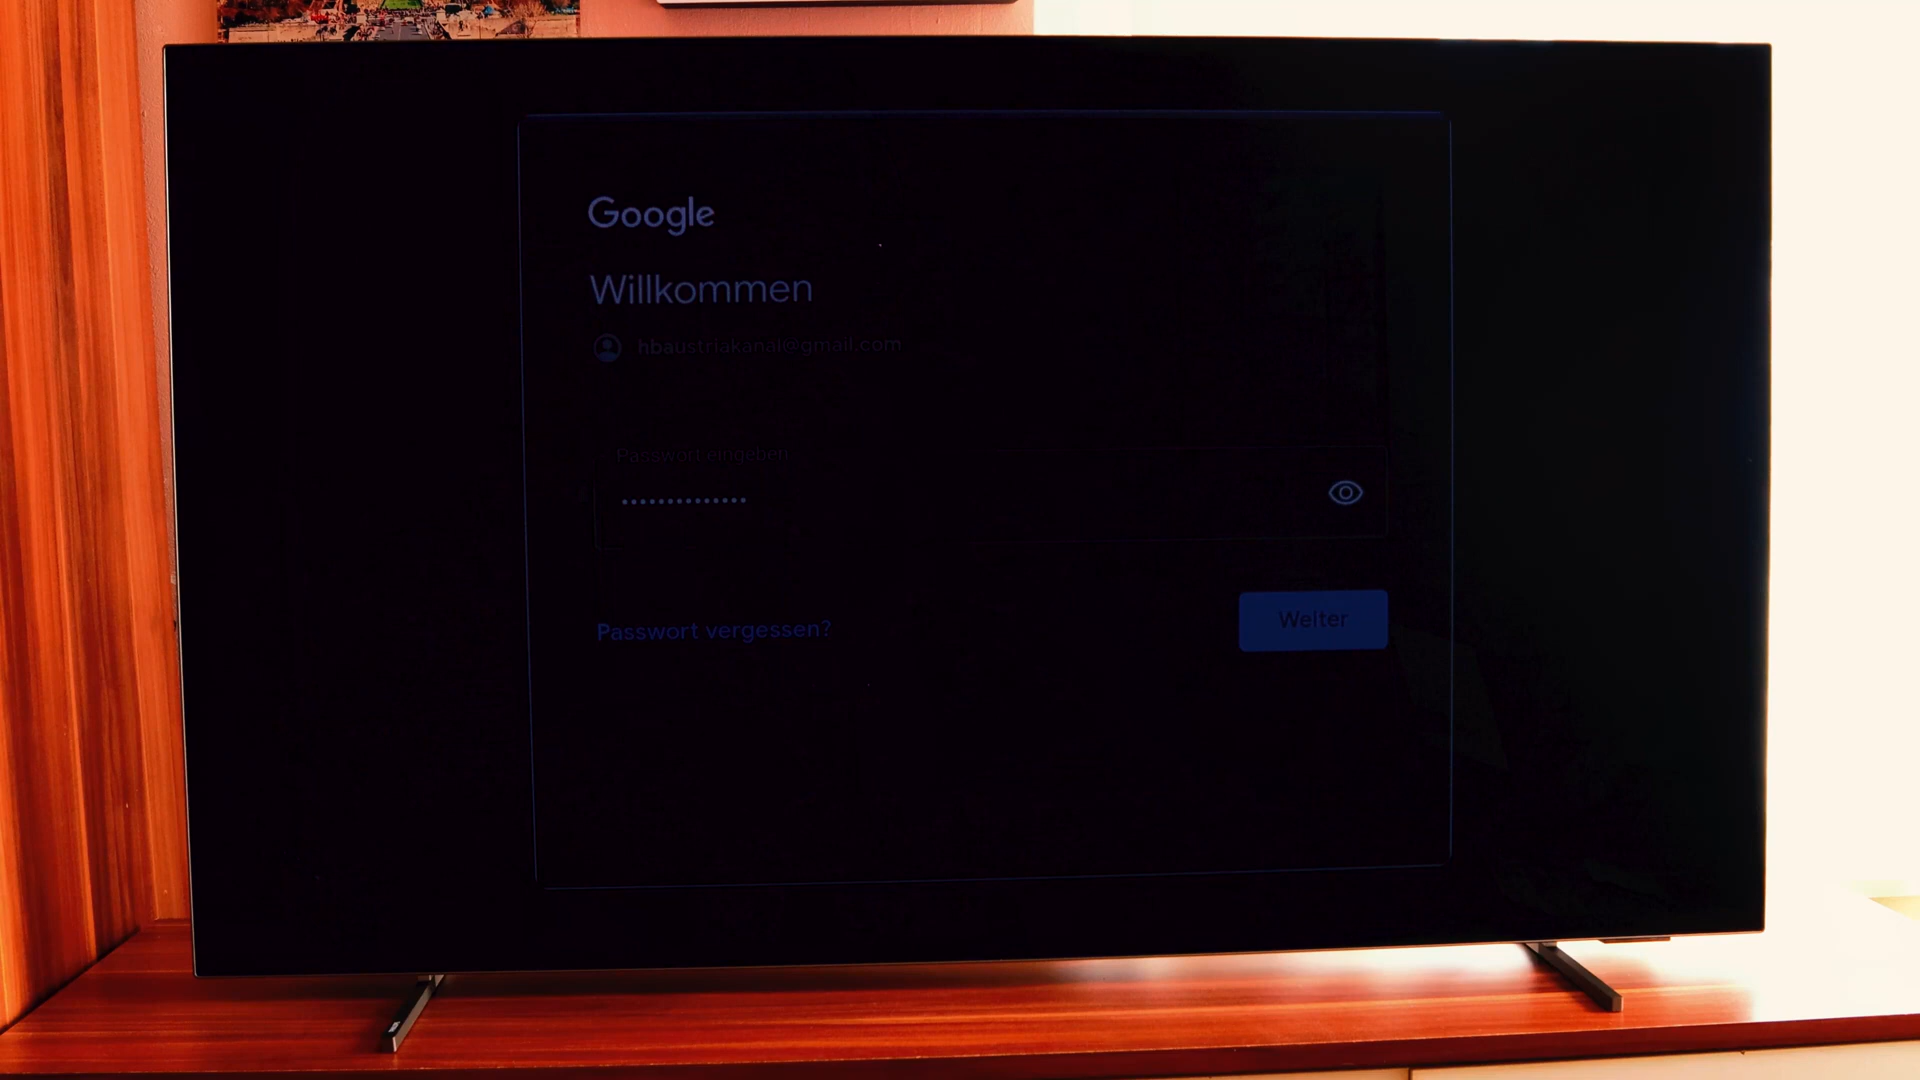 Google
Willkommen
hbaustriakanal@gmail.com
Passwort eingeben
••••••••••••••
Passwort vergessen?
Weiter